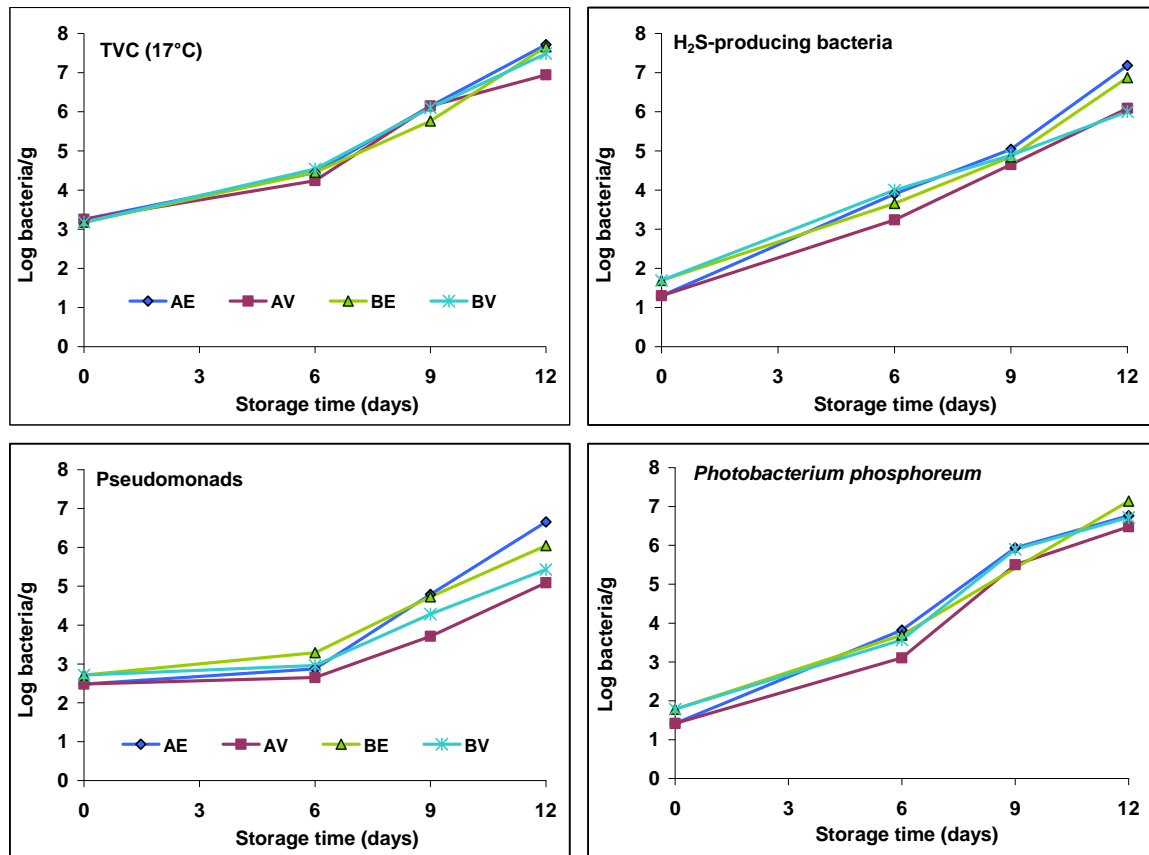 TVC (17°C)
Log bacteria/g
8
7
6
5
4
3
2
1
0
AE AV BE BV
0 3 6 9 12
Storage time (days)
H₂S-producing bacteria
Log bacteria/g
8
7
6
5
4
3
2
1
0
0 3 6 9 12
Storage time (days)
Pseudomonads
Log bacteria/g
8
7
6
5
4
3
2
1
0
AE AV BE BV
0 3 6 9 12
Storage time (days)
Photobacterium phosphoreum
Log bacteria/g
8
7
6
5
4
3
2
1
0
0 3 6 9 12
Storage time (days)